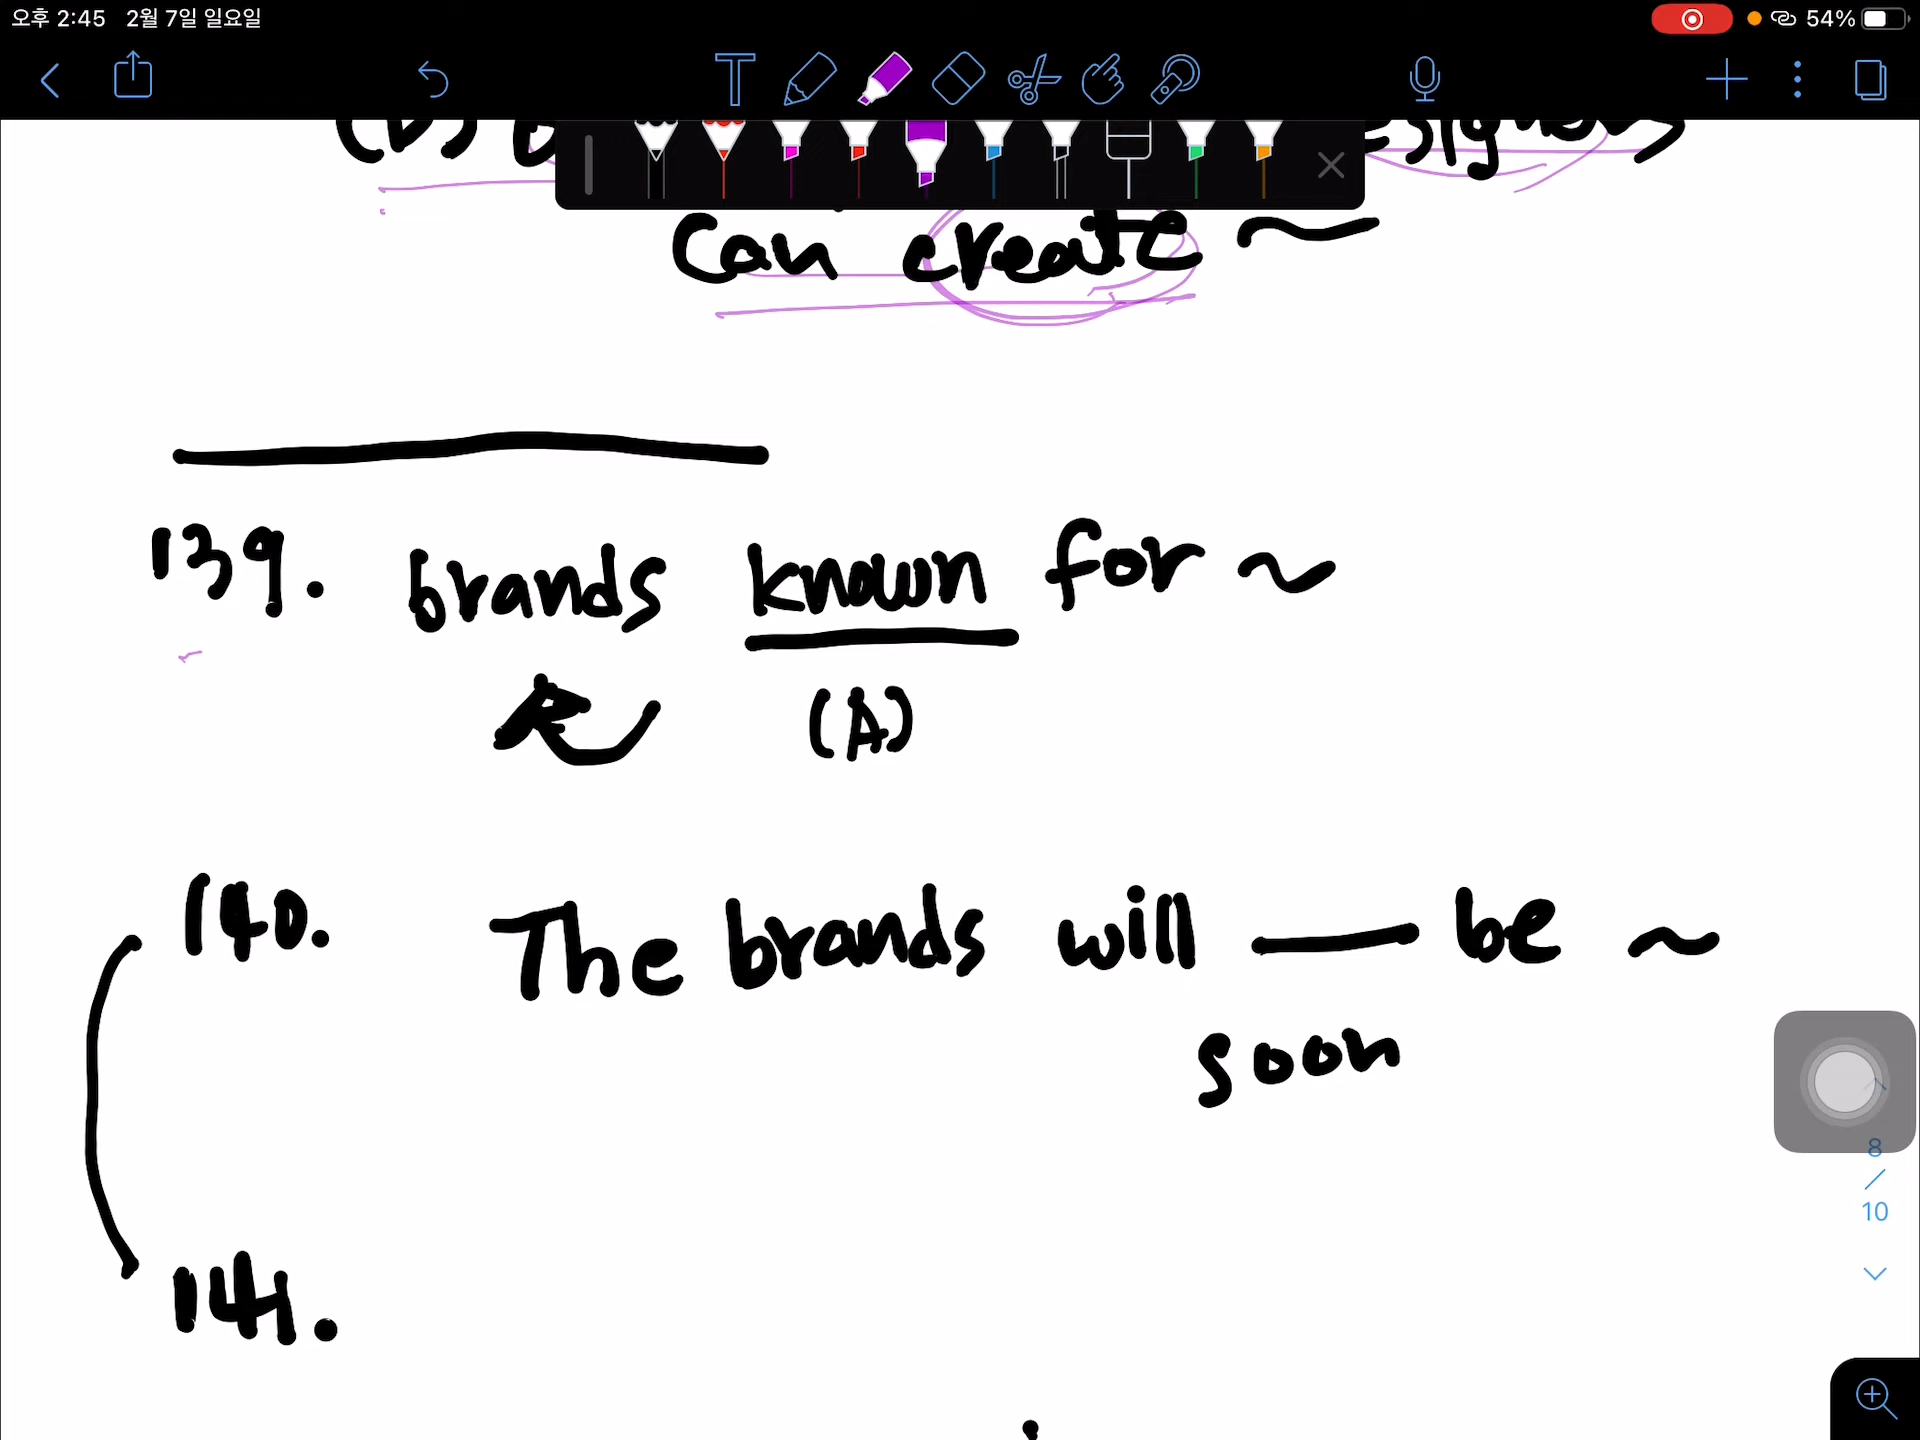 오후 2:45 2월 7일 일요일 54%
can create ~
139. brands known for ~
(A)
140. The brands will — be ~
soon
141.
8
/
10